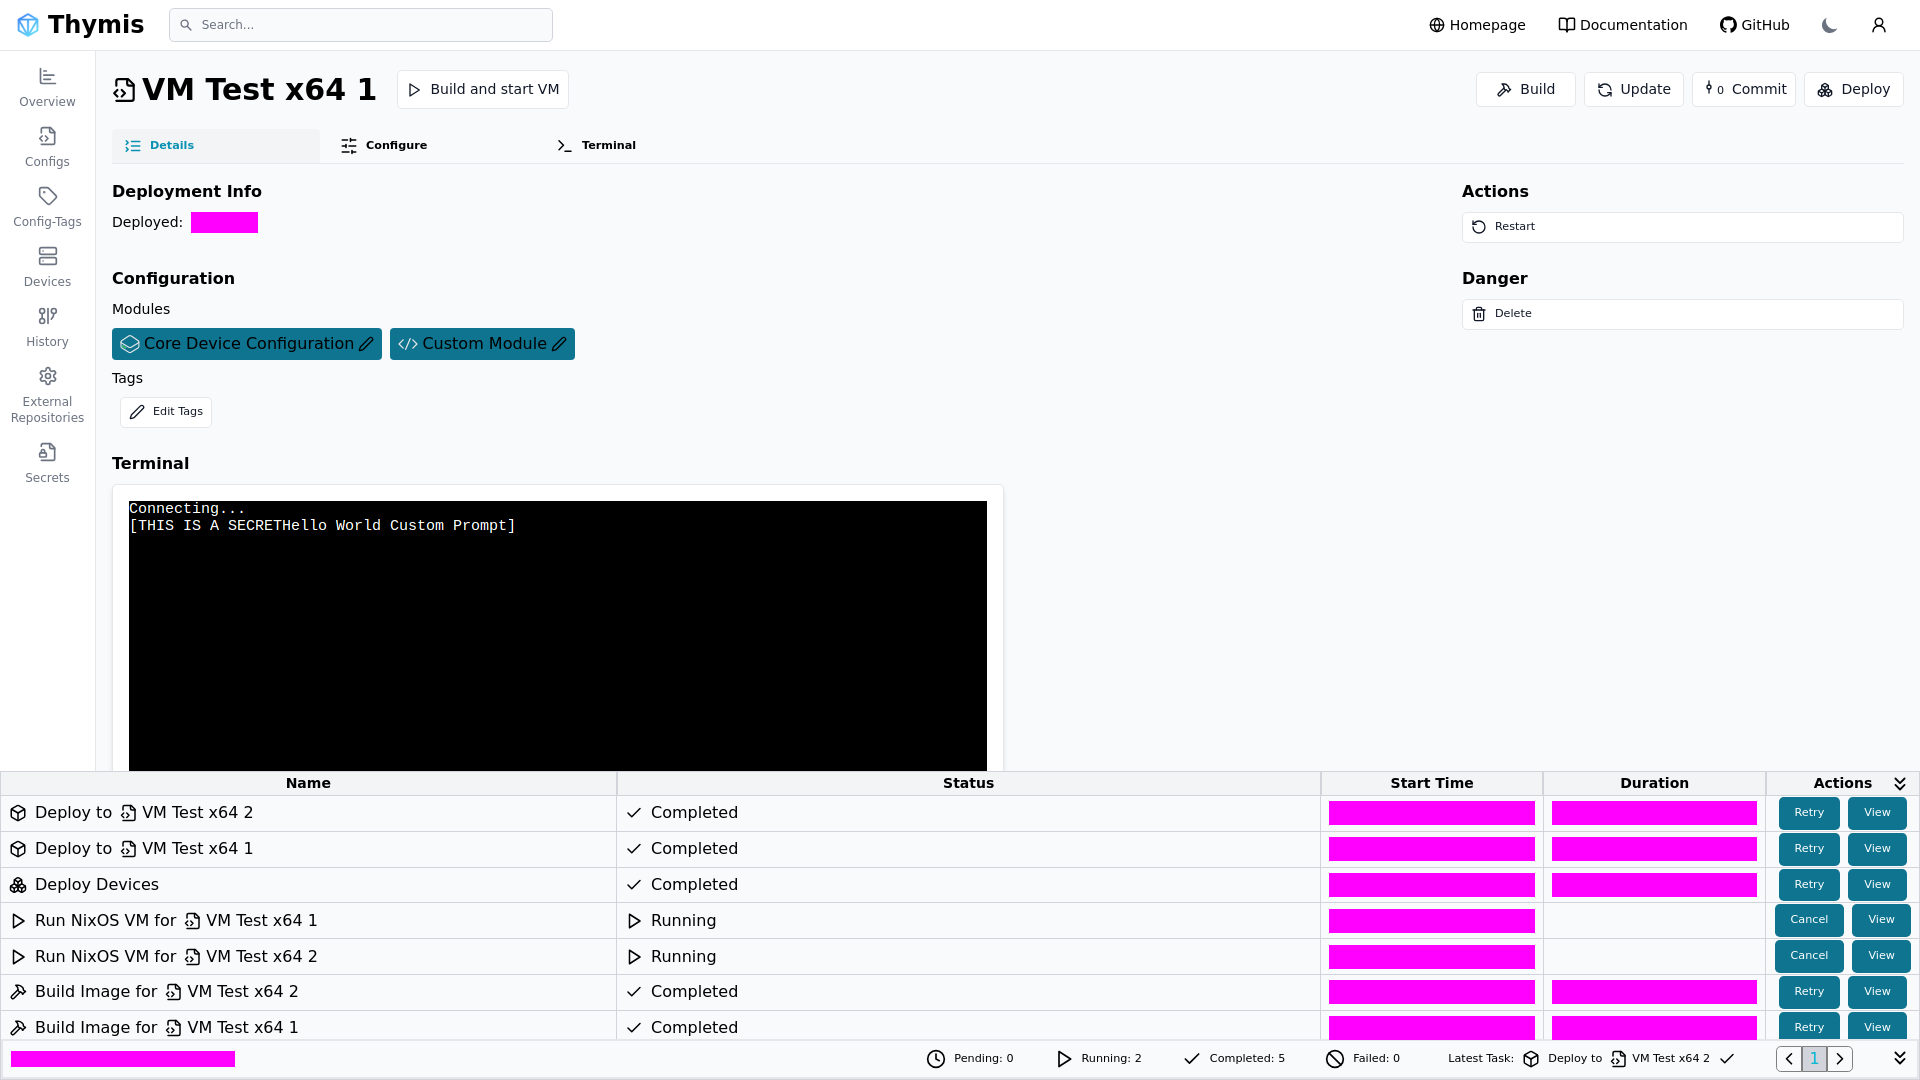 Thymis
Search...
Homepage
Documentation
GitHub
Overview
Configs
Config-Tags
Devices
History
External
Repositories
Secrets
VM Test x64 1
Build and start VM
Build
Update
0 Commit
Deploy
Details
Configure
Terminal
Deployment Info
Deployed:
Configuration
Modules
Core Device Configuration
Custom Module
Tags
Edit Tags
Actions
Restart
Danger
Delete
Terminal
Connecting...
[THIS IS A SECRETHello World Custom Prompt]
Name Status Start Time Duration Actions
Deploy to VM Test x64 2 Completed Retry View
Deploy to VM Test x64 1 Completed Retry View
Deploy Devices Completed Retry View
Run NixOS VM for VM Test x64 1 Running Cancel View
Run NixOS VM for VM Test x64 2 Running Cancel View
Build Image for VM Test x64 2 Completed Retry View
Build Image for VM Test x64 1 Completed Retry View
Pending: 0 Running: 2 Completed: 5 Failed: 0 Latest Task: Deploy to VM Test x64 2 1